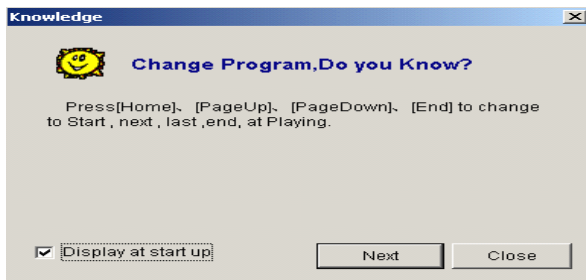 Knowledge
Change Program,Do you Know?
Press[Home]、[PageUp]、[PageDown]、[End] to change
to Start , next , last ,end, at Playing.
Display at start up
Next
Close